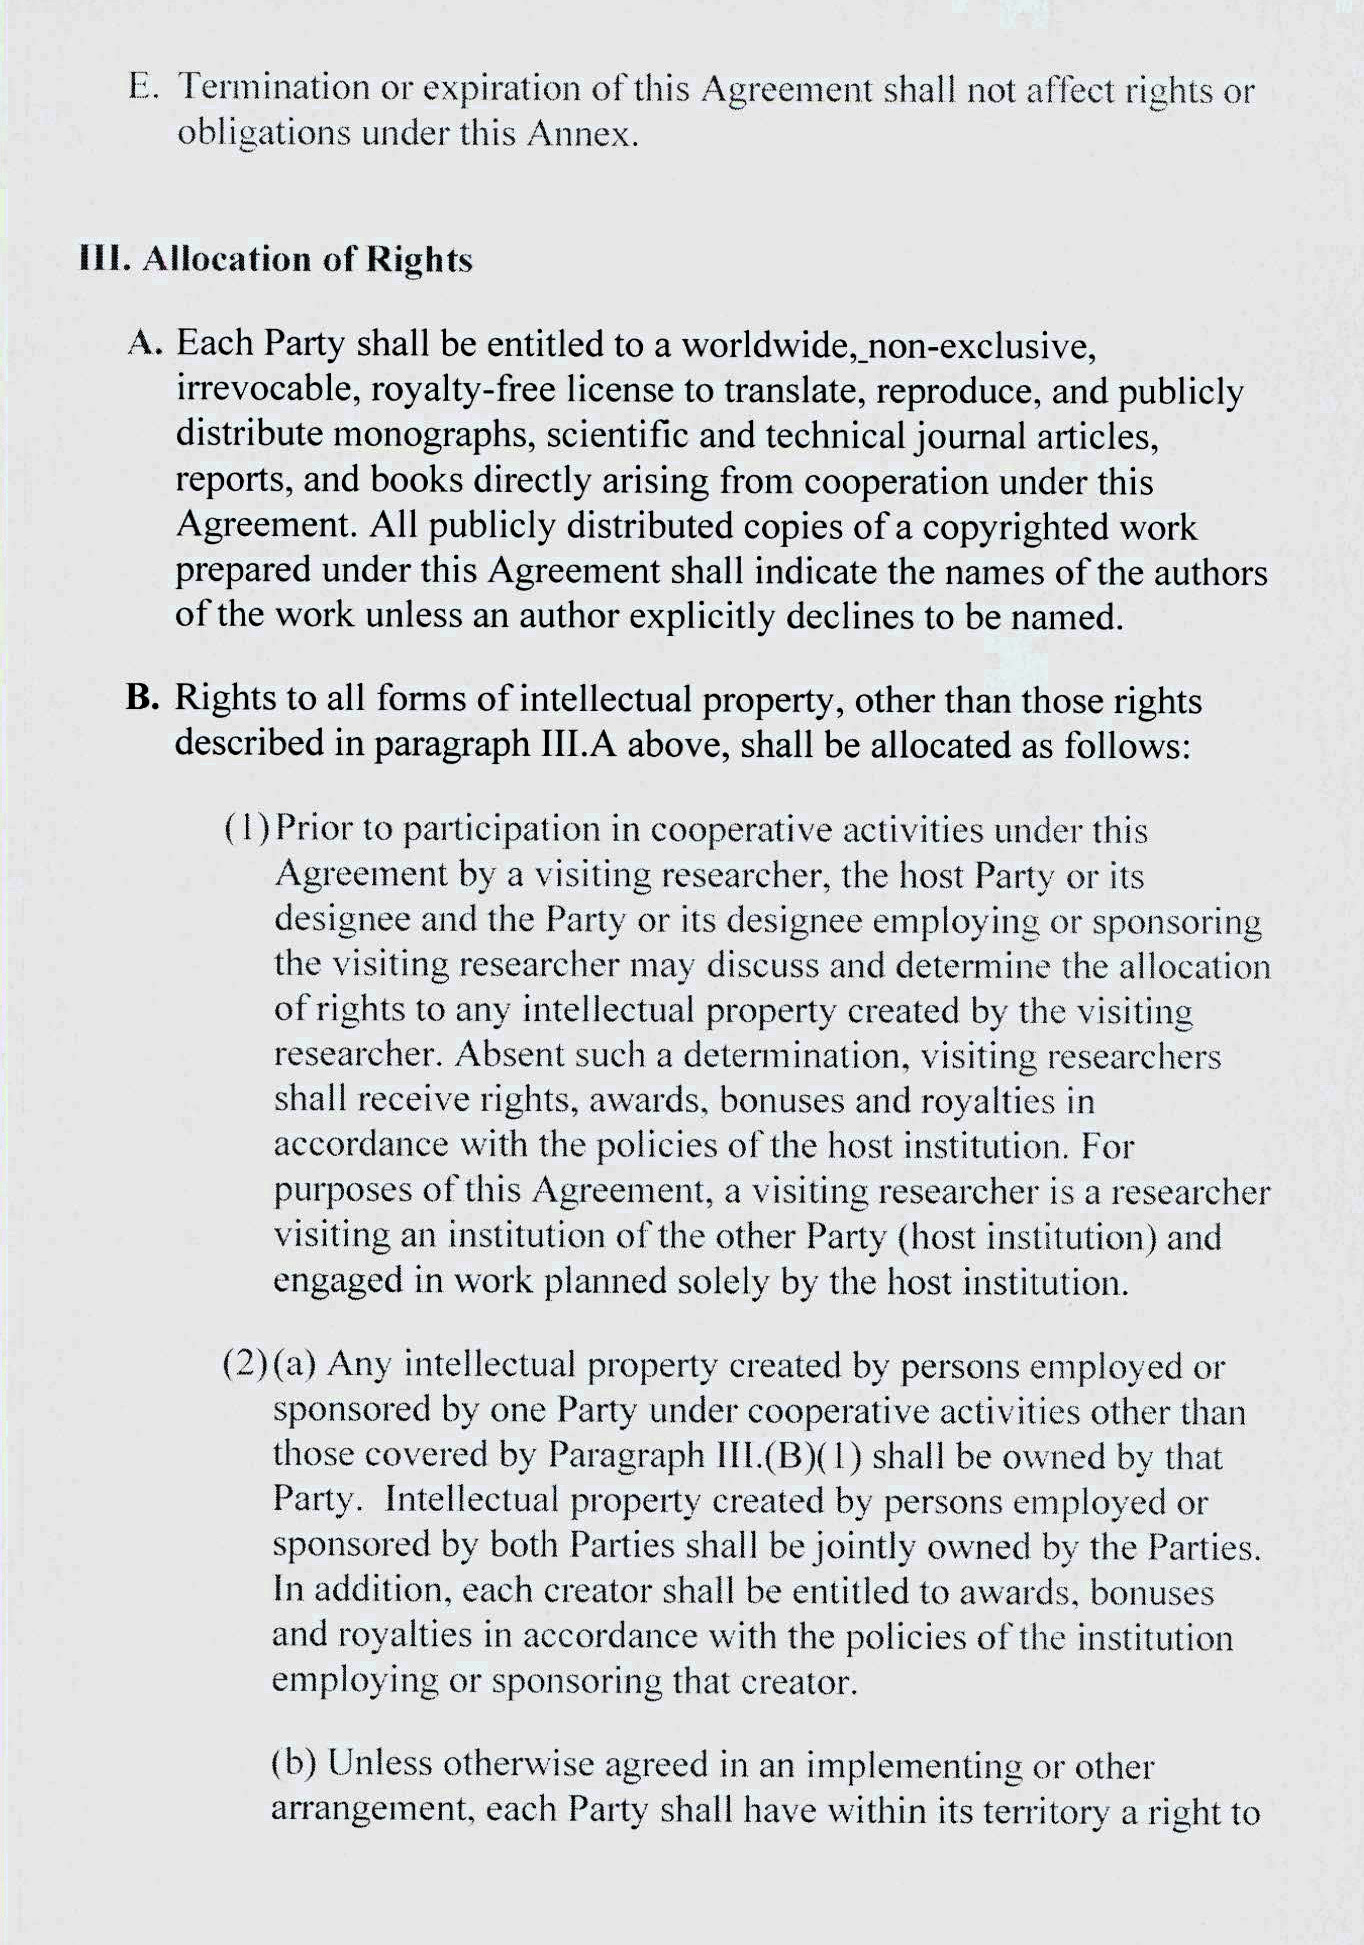 E. Termination or expiration of this Agreement shall not affect rights or
obligations under this Annex.
III. Allocation of Rights
A. Each Party shall be entitled to a worldwide, non-exclusive,
irrevocable, royalty-free license to translate, reproduce, and publicly
distribute monographs, scientific and technical journal articles,
reports, and books directly arising from cooperation under this
Agreement. All publicly distributed copies of a copyrighted work
prepared under this Agreement shall indicate the names of the authors
of the work unless an author explicitly declines to be named.
B. Rights to all forms of intellectual property, other than those rights
described in paragraph III.A above, shall be allocated as follows:
(1) Prior to participation in cooperative activities under this
Agreement by a visiting researcher, the host Party or its
designee and the Party or its designee employing or sponsoring
the visiting researcher may discuss and determine the allocation
of rights to any intellectual property created by the visiting
researcher. Absent such a determination, visiting researchers
shall receive rights, awards, bonuses and royalties in
accordance with the policies of the host institution. For
purposes of this Agreement, a visiting researcher is a researcher
visiting an institution of the other Party (host institution) and
engaged in work planned solely by the host institution.
(2) (a) Any intellectual property created by persons employed or
sponsored by one Party under cooperative activities other than
those covered by Paragraph III.(B)(1) shall be owned by that
Party. Intellectual property created by persons employed or
sponsored by both Parties shall be jointly owned by the Parties.
In addition, each creator shall be entitled to awards, bonuses
and royalties in accordance with the policies of the institution
employing or sponsoring that creator.
(b) Unless otherwise agreed in an implementing or other
arrangement, each Party shall have within its territory a right to